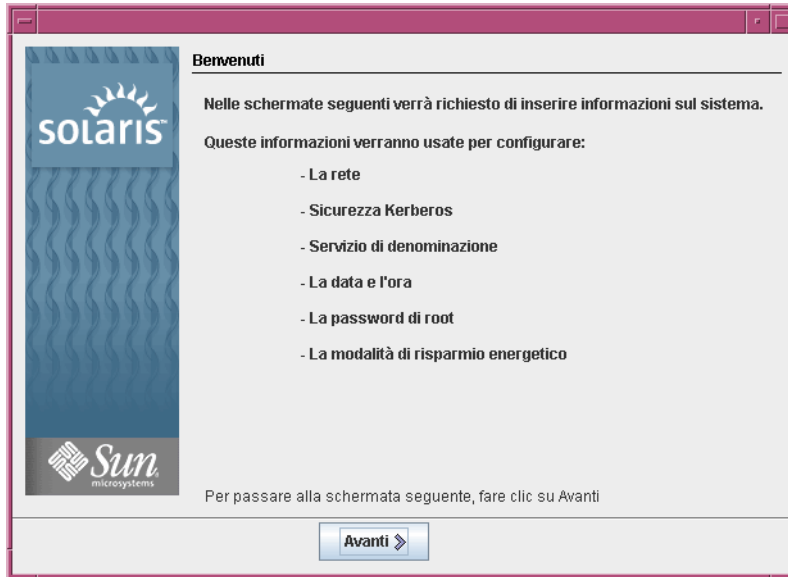 Benvenuti
solaris™
Nelle schermate seguenti verrà richiesto di inserire informazioni sul sistema.
Queste informazioni verranno usate per configurare:
- La rete
- Sicurezza Kerberos
- Servizio di denominazione
- La data e l'ora
- La password di root
- La modalità di risparmio energetico
Sun
microsystems
Per passare alla schermata seguente, fare clic su Avanti
Avanti